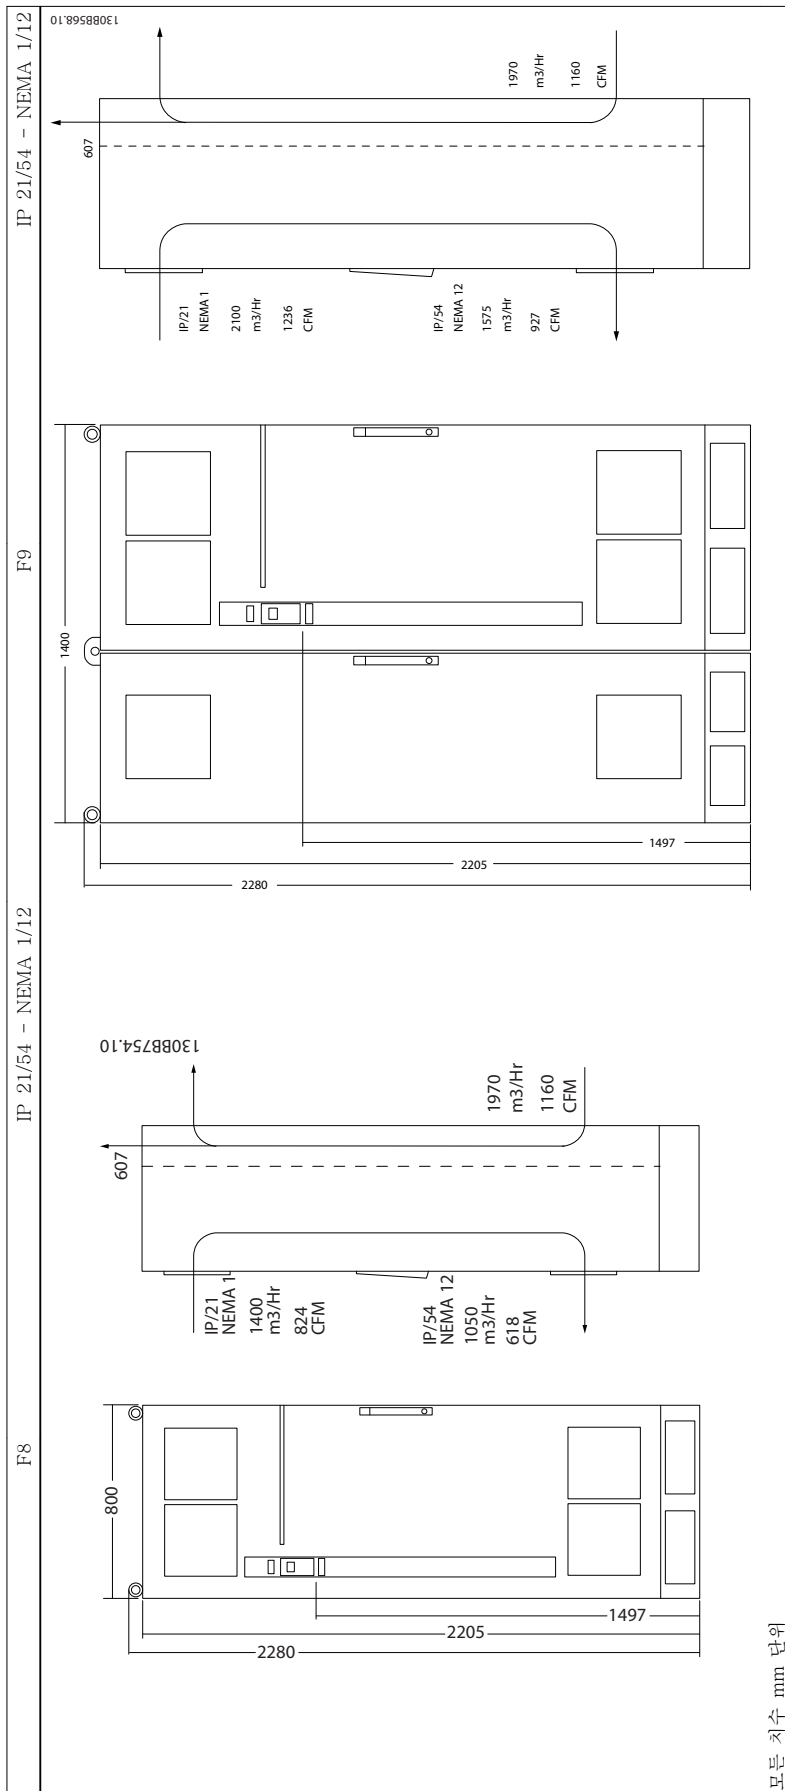 F8
IP 21/54 - NEMA 1/12
F9
IP 21/54 - NEMA 1/12
800
2280
2205
1497
IP/21
NEMA 1
1400
m3/Hr
824
CFM
IP/54
NEMA 12
1050
m3/Hr
618
CFM
607
1970
m3/Hr
1160
CFM
130BB754.10
1400
2280
2205
1497
IP/21
NEMA 1
2100
m3/Hr
1236
CFM
IP/54
NEMA 12
1575
m3/Hr
927
CFM
607
1970
m3/Hr
1160
CFM
130BB568.10
모든 치수 mm 단위